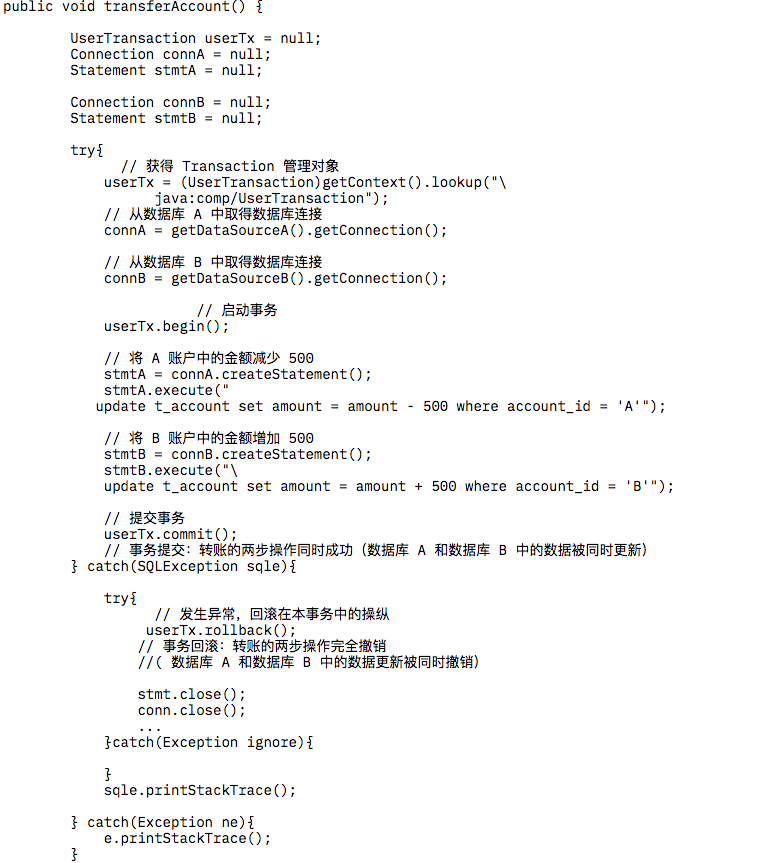 public void transferAccount() {
UserTransaction userTx = null;
Connection connA = null;
Statement stmtA = null;
Connection connB = null;
Statement stmtB = null;
try{
// 获得 Transaction 管理对象
userTx = (UserTransaction)getContext().lookup("\
java:comp/UserTransaction");
// 从数据库 A 中取得数据库连接
connA = getDataSourceA().getConnection();
// 从数据库 B 中取得数据库连接
connB = getDataSourceB().getConnection();
// 启动事务
userTx.begin();
// 将 A 账户中的金额减少 500
stmtA = connA.createStatement();
stmtA.execute("
update t_account set amount = amount - 500 where account_id = 'A'");
// 将 B 账户中的金额增加 500
stmtB = connB.createStatement();
stmtB.execute("\
update t_account set amount = amount + 500 where account_id = 'B'");
// 提交事务
userTx.commit();
// 事务提交：转账的两步操作同时成功（数据库 A 和数据库 B 中的数据被同时更新）
} catch(SQLException sqle){
try{
// 发生异常，回滚在本事务中的操纵
userTx.rollback();
// 事务回滚：转账的两步操作完全撤销
//( 数据库 A 和数据库 B 中的数据更新被同时撤销）
stmt.close();
conn.close();
...
}catch(Exception ignore){
}
sqle.printStackTrace();
} catch(Exception ne){
e.printStackTrace();
}